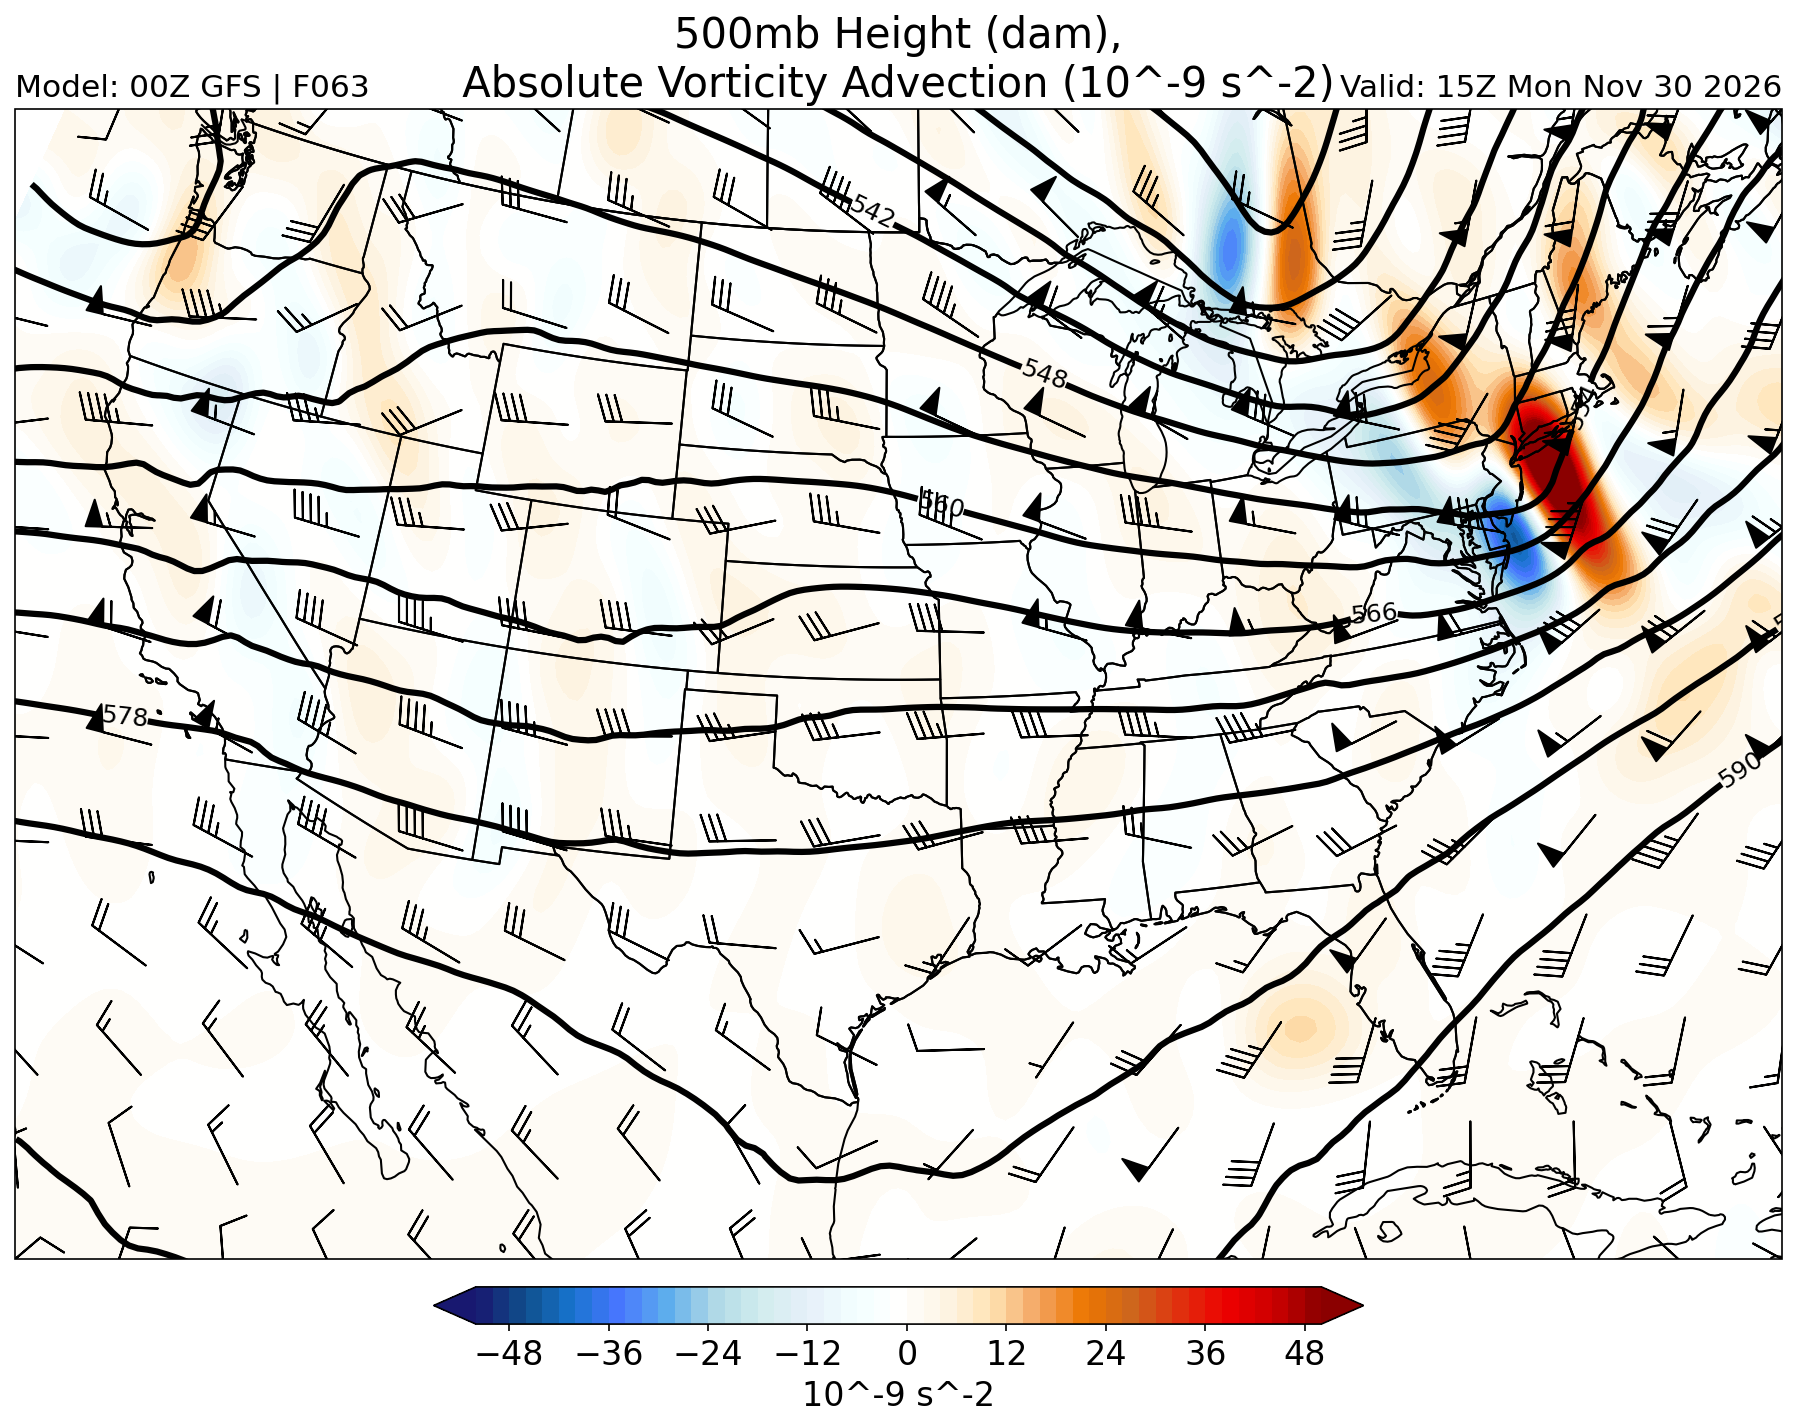 500mb Height (dam),
Absolute Vorticity Advection (10^-9 s^-2)
Model: 00Z GFS | F063
Valid: 15Z Mon Nov 30 2026
542
548
560
566
578
590
−48 −36 −24 −12 0 12 24 36 48
10^-9 s^-2